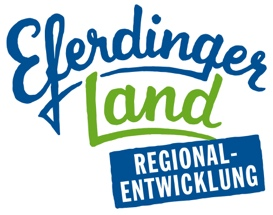 Eferdinger
Land
REGIONAL-
ENTWICKLUNG